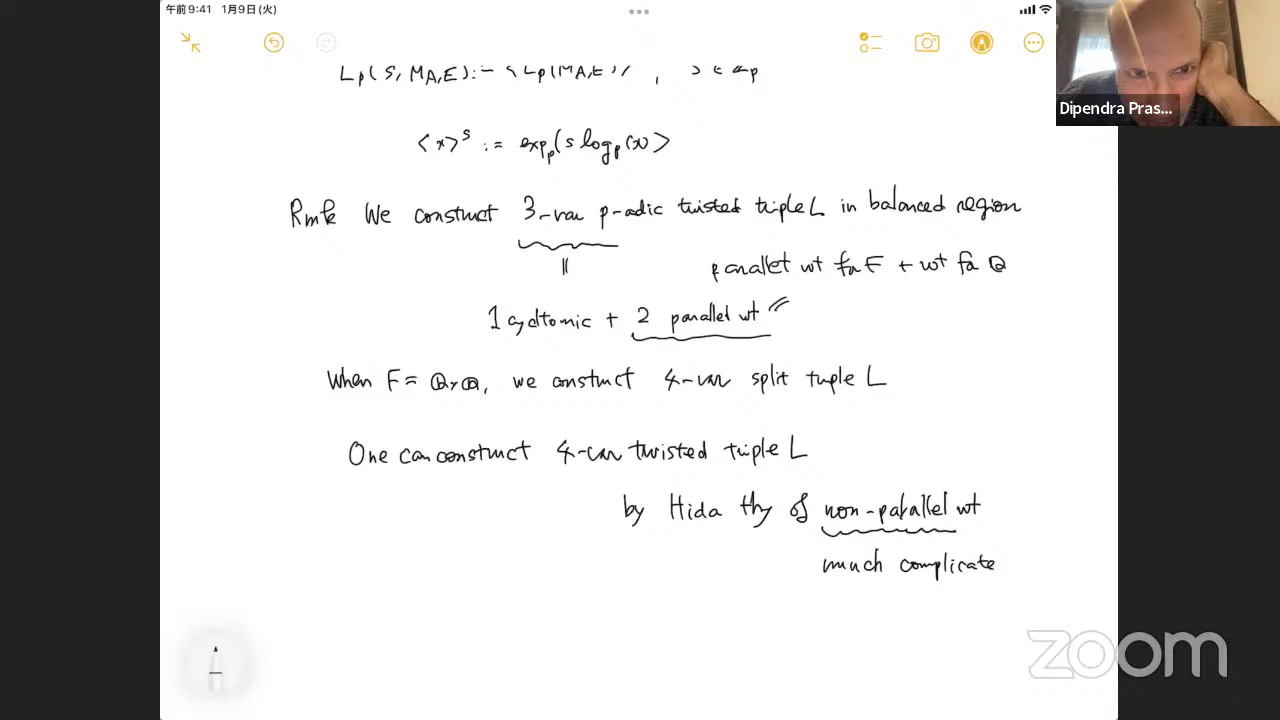 午前9:41 1月9日(火)
Dipendra Pras...
<x>^s := exp_p(s log_p(x)>
Rmk We construct 3-var p-adic twisted triple L in balanced region
||
parallel wt for F + wt for Q
1 cycltomic + 2 parallel wt
When F = Q×Q, we construct 4-var split tuple L
One can construct 4-var twisted triple L
by Hida thy of non-parallel wt
much complicate
zoom